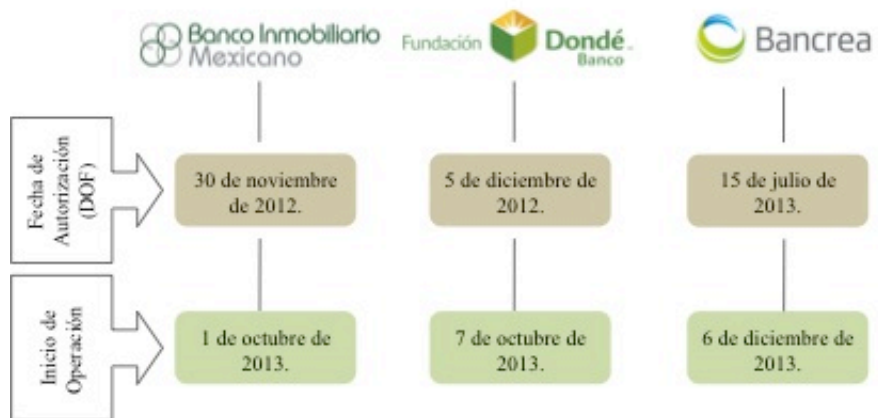 Banco Inmobiliario
Mexicano
Fundación Dondé
Banco
Bancrea
Fecha de
Autorización
(DOF)
30 de noviembre
de 2012.
5 de diciembre de
2012.
15 de julio de
2013.
Inicio de
Operación
1 de octubre de
2013.
7 de octubre de
2013.
6 de diciembre de
2013.